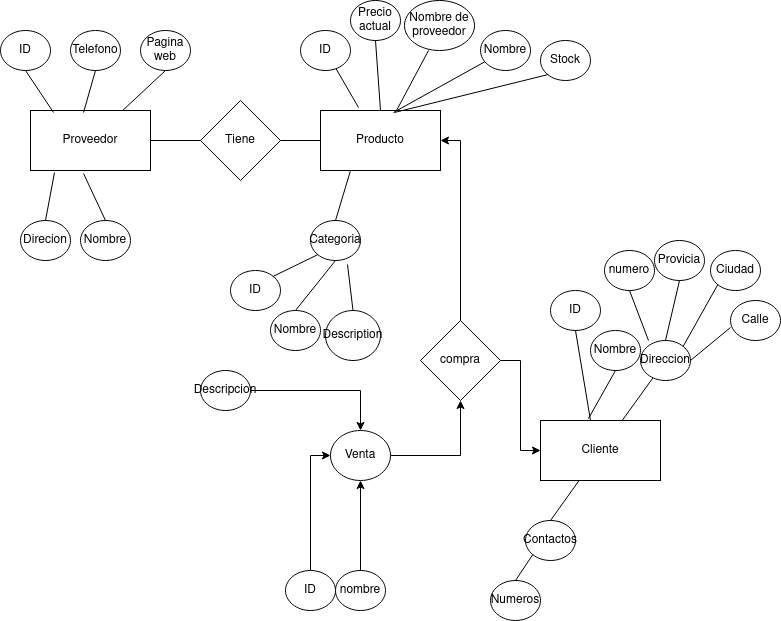 Precio
actual
Nombre de
proveedor
ID
Telefono
Pagina
web
ID
Nombre
Stock
Proveedor
Tiene
Producto
Direcion
Nombre
Categoria
ID
Nombre
Description
numero
Provicia
Ciudad
ID
Calle
Nombre
Direccion
compra
Descripcion
Venta
Cliente
Contactos
ID
nombre
Numeros